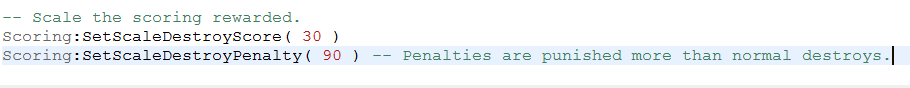 -- Scale the scoring rewarded.
Scoring:SetScaleDestroyScore( 30 )
Scoring:SetScaleDestroyPenalty( 90 ) -- Penalties are punished more than normal destroys.